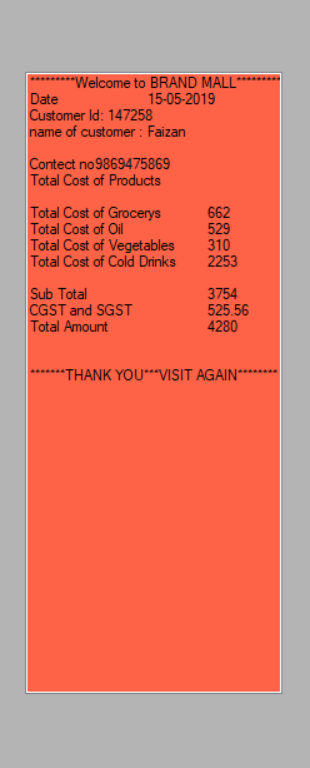 *********Welcome to BRAND MALL*********
Date 15-05-2019
Customer Id: 147258
name of customer : Faizan
Contect no9869475869
Total Cost of Products
Total Cost of Grocerys 662
Total Cost of Oil 529
Total Cost of Vegetables 310
Total Cost of Cold Drinks 2253
Sub Total 3754
CGST and SGST 525.56
Total Amount 4280
*******THANK YOU***VISIT AGAIN********